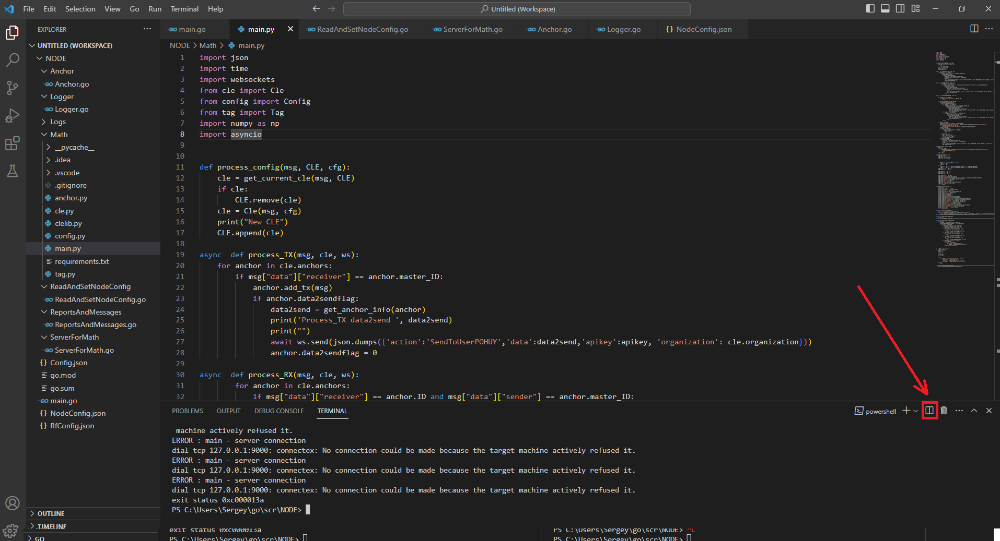 File Edit Selection View Go Run Terminal Help
Untitled (Workspace)
EXPLORER
main.go
main.py
ReadAndSetNodeConfig.go
ServerForMath.go
Anchor.go
Logger.go
{} NodeConfig.json
UNTITLED (WORKSPACE)
NODE
Anchor
GO Anchor.go
Logger
GO Logger.go
Logs
Math
__pycache__
.idea
.vscode
.gitignore
anchor.py
cle.py
clelib.py
config.py
main.py
requirements.txt
tag.py
ReadAndSetNodeConfig
GO ReadAndSetNodeConfig.go
ReportsAndMessages
GO ReportsAndMessages.go
ServerForMath
GO ServerForMath.go
{} Config.json
go.mod
go.sum
GO main.go
{} NodeConfig.json
{} RfConfig.json
OUTLINE
TIMELINE
GO
NODE > Math > main.py
1 import json
2 import time
3 import websockets
4 from cle import Cle
5 from config import Config
6 from tag import Tag
7 import numpy as np
8 import asyncio
9
10
11 def process_config(msg, CLE, cfg):
12 cle = get_current_cle(msg, CLE)
13 if cle:
14 CLE.remove(cle)
15 cle = Cle(msg, cfg)
16 print("New CLE")
17 CLE.append(cle)
18
19 async  def process_TX(msg, cle, ws):
20 for anchor in cle.anchors:
21 if msg["data"]["receiver"] == anchor.master_ID:
22 anchor.add_tx(msg)
23 if anchor.data2sendflag:
24 data2send = get_anchor_info(anchor)
25 print('Process_TX data2send ', data2send)
26 print("")
27 await ws.send(json.dumps({'action':'SendToUserPOHUY','data':data2send,'apikey':apikey, 'organization': cle.organization}))
28 anchor.data2sendflag = 0
29
30 async  def process_RX(msg, cle, ws):
31 for anchor in cle.anchors:
32 if msg["data"]["receiver"] == anchor.ID and msg["data"]["sender"] == anchor.master_ID:
PROBLEMS OUTPUT DEBUG CONSOLE TERMINAL
powershell
machine actively refused it.
ERROR : main - server connection
dial tcp 127.0.0.1:9000: connectex: No connection could be made because the target machine actively refused it.
ERROR : main - server connection
dial tcp 127.0.0.1:9000: connectex: No connection could be made because the target machine actively refused it.
ERROR : main - server connection
dial tcp 127.0.0.1:9000: connectex: No connection could be made because the target machine actively refused it.
exit status 0xc000013a
PS C:\Users\Sergey\go\scr\NODE>
exit status 0xc000013a
PS C:\Users\Sergey\go\scr\NODE>
PS C:\Users\Sergey\go\scr\NODE> ^C
PS C:\Users\Sergey\go\scr\NODE>